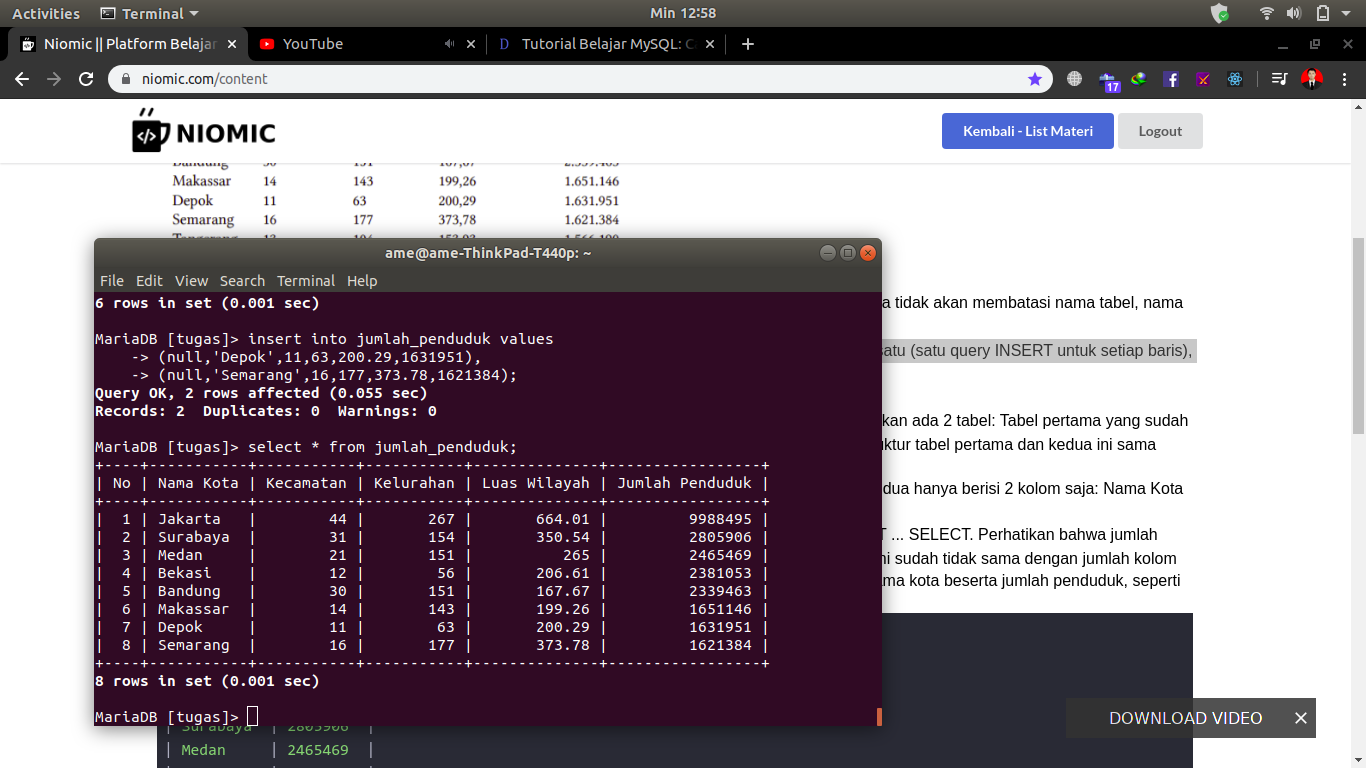 Activities Terminal Min 12:58
Niomic || Platform Belajar YouTube Tutorial Belajar MySQL: C
niomic.com/content 17
NIOMIC Kembali - List Materi Logout
Makassar 14 143 199,26 1.651.146
Depok 11 63 200,29 1.631.951
Semarang 16 177 373,78 1.621.384
ame@ame-ThinkPad-T440p: ~
File Edit View Search Terminal Help
6 rows in set (0.001 sec)
MariaDB [tugas]> insert into jumlah_penduduk values
-> (null,'Depok',11,63,200.29,1631951),
-> (null,'Semarang',16,177,373.78,1621384);
Query OK, 2 rows affected (0.055 sec)
Records: 2 Duplicates: 0 Warnings: 0
MariaDB [tugas]> select * from jumlah_penduduk;
+----+-----------+-----------+-----------+--------------+-----------------+
| No | Nama Kota | Kecamatan | Kelurahan | Luas Wilayah | Jumlah Penduduk |
+----+-----------+-----------+-----------+--------------+-----------------+
| 1 | Jakarta | 44 | 267 | 664.01 | 9988495 |
| 2 | Surabaya | 31 | 154 | 350.54 | 2805906 |
| 3 | Medan | 21 | 151 | 265 | 2465469 |
| 4 | Bekasi | 12 | 56 | 206.61 | 2381053 |
| 5 | Bandung | 30 | 151 | 167.67 | 2339463 |
| 6 | Makassar | 14 | 143 | 199.26 | 1651146 |
| 7 | Depok | 11 | 63 | 200.29 | 1631951 |
| 8 | Semarang | 16 | 177 | 373.78 | 1621384 |
+----+-----------+-----------+-----------+--------------+-----------------+
8 rows in set (0.001 sec)
MariaDB [tugas]>
a tidak akan membatasi nama tabel, nama
satu (satu query INSERT untuk setiap baris),
kan ada 2 tabel: Tabel pertama yang sudah
uktur tabel pertama dan kedua ini sama
dua hanya berisi 2 kolom saja: Nama Kota
T ... SELECT. Perhatikan bahwa jumlah
ni sudah tidak sama dengan jumlah kolom
ama kota beserta jumlah penduduk, seperti
| Surabaya | 2805906 |
| Medan | 2465469 |
DOWNLOAD VIDEO